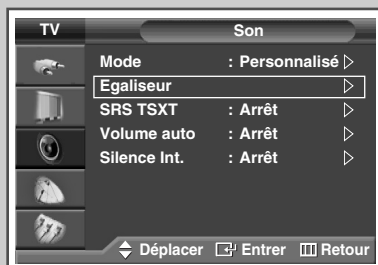 TV Son
Mode : Personnalisé
Egaliseur
SRS TSXT : Arrêt
Volume auto : Arrêt
Silence Int. : Arrêt
Déplacer Entrer Retour